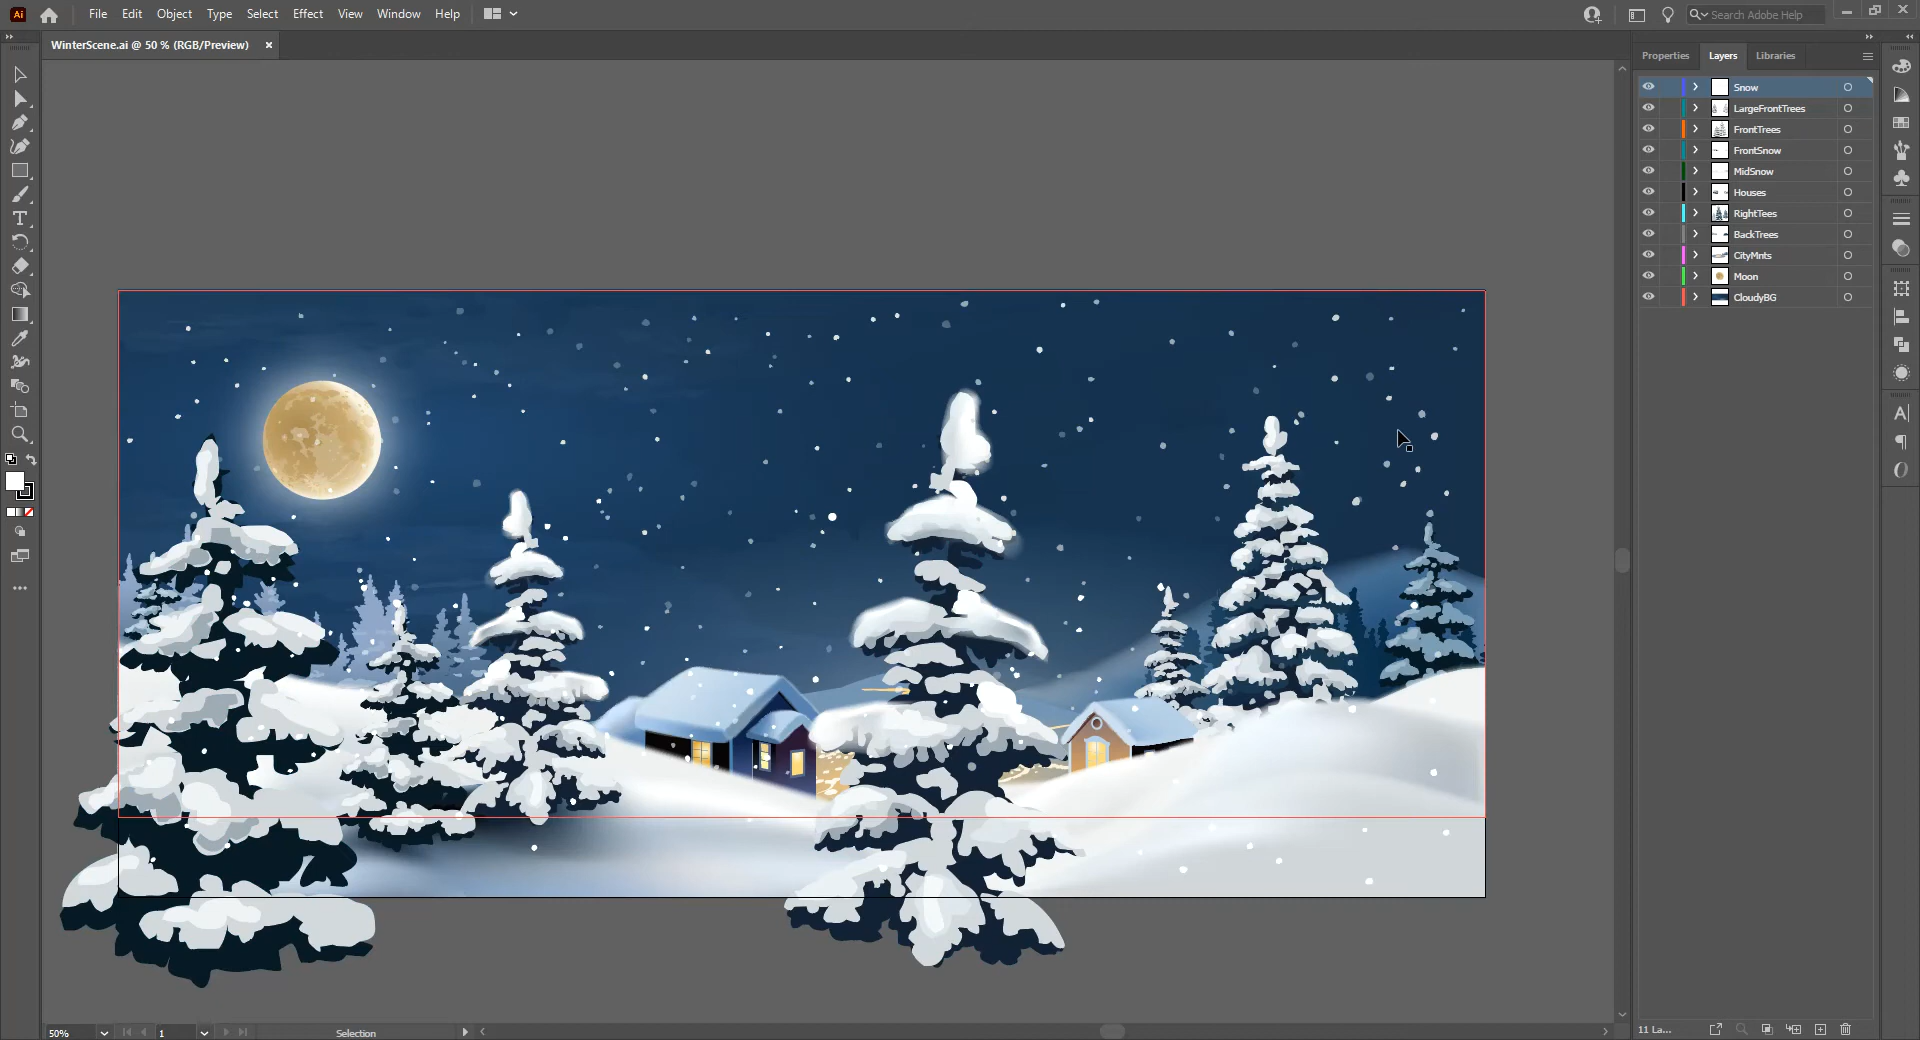 Ai File Edit Object Type Select Effect View Window Help Search Adobe Help
WinterScene.ai @ 50 % (RGB/Preview) ×
Properties Layers Libraries
Snow
LargeFrontTrees
FrontTrees
FrontSnow
MidSnow
Houses
RightTees
BackTrees
CityMnts
Moon
CloudyBG
50% 1 Selection 11 La...